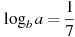 log_b a = 1/7